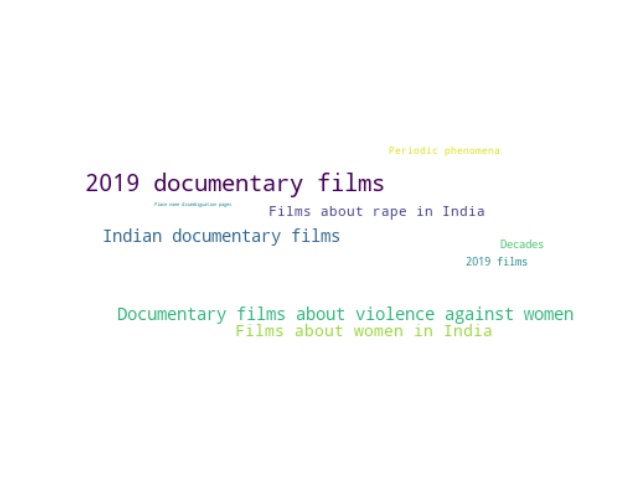 Periodic phenomena
2019 documentary films
Place name disambiguation pages
Films about rape in India
Indian documentary films
Decades
2019 films
Documentary films about violence against women
Films about women in India